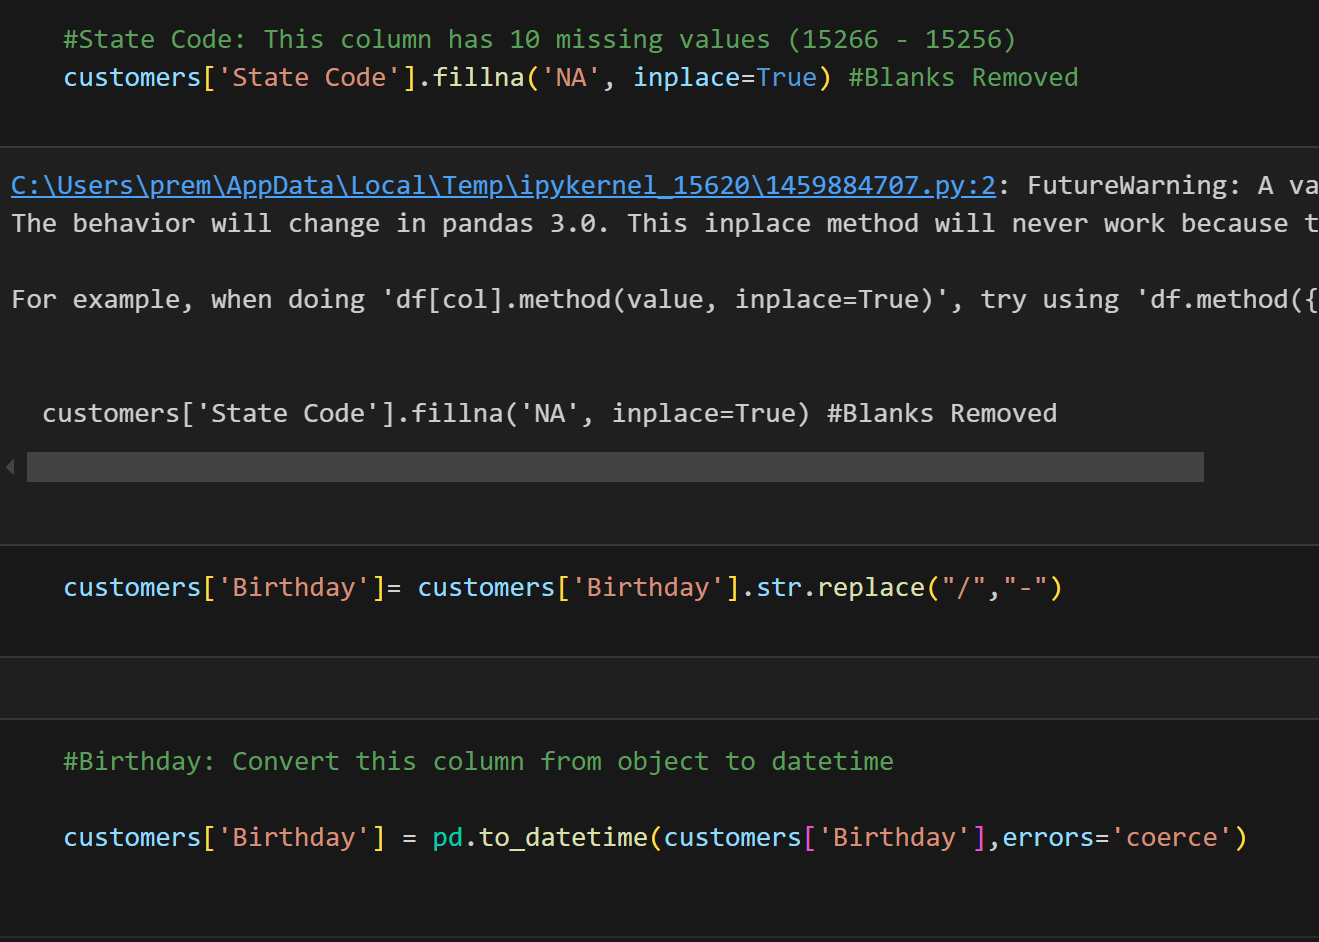 #State Code: This column has 10 missing values (15266 - 15256)
customers['State Code'].fillna('NA', inplace=True) #Blanks Removed
C:\Users\prem\AppData\Local\Temp\ipykernel_15620\1459884707.py:2: FutureWarning: A va
The behavior will change in pandas 3.0. This inplace method will never work because t
For example, when doing 'df[col].method(value, inplace=True)', try using 'df.method({
customers['State Code'].fillna('NA', inplace=True) #Blanks Removed
customers['Birthday']= customers['Birthday'].str.replace("/","-")
#Birthday: Convert this column from object to datetime
customers['Birthday'] = pd.to_datetime(customers['Birthday'],errors='coerce')